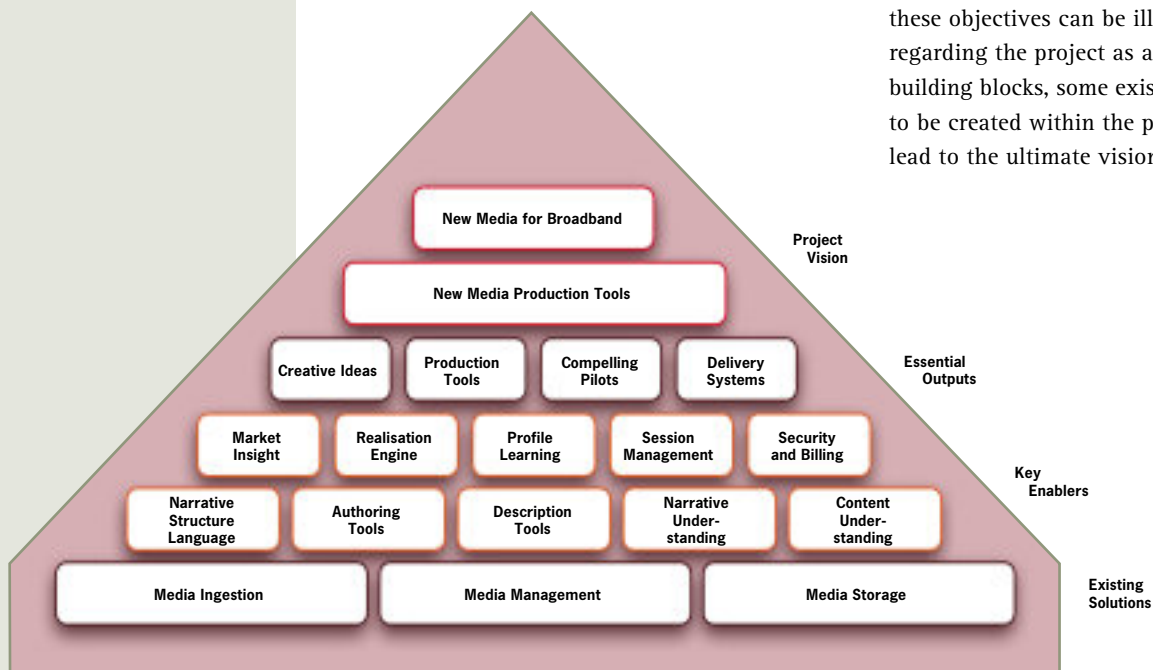 these objectives can be ill
regarding the project as a
building blocks, some exis
to be created within the p
lead to the ultimate vision
New Media for Broadband
Project
Vision
New Media Production Tools
Creative Ideas
Production
Tools
Compelling
Pilots
Delivery
Systems
Essential
Outputs
Market
Insight
Realisation
Engine
Profile
Learning
Session
Management
Security
and Billing
Key
Enablers
Narrative
Structure
Language
Authoring
Tools
Description
Tools
Narrative
Under-
standing
Content
Under-
standing
Media Ingestion
Media Management
Media Storage
Existing
Solutions